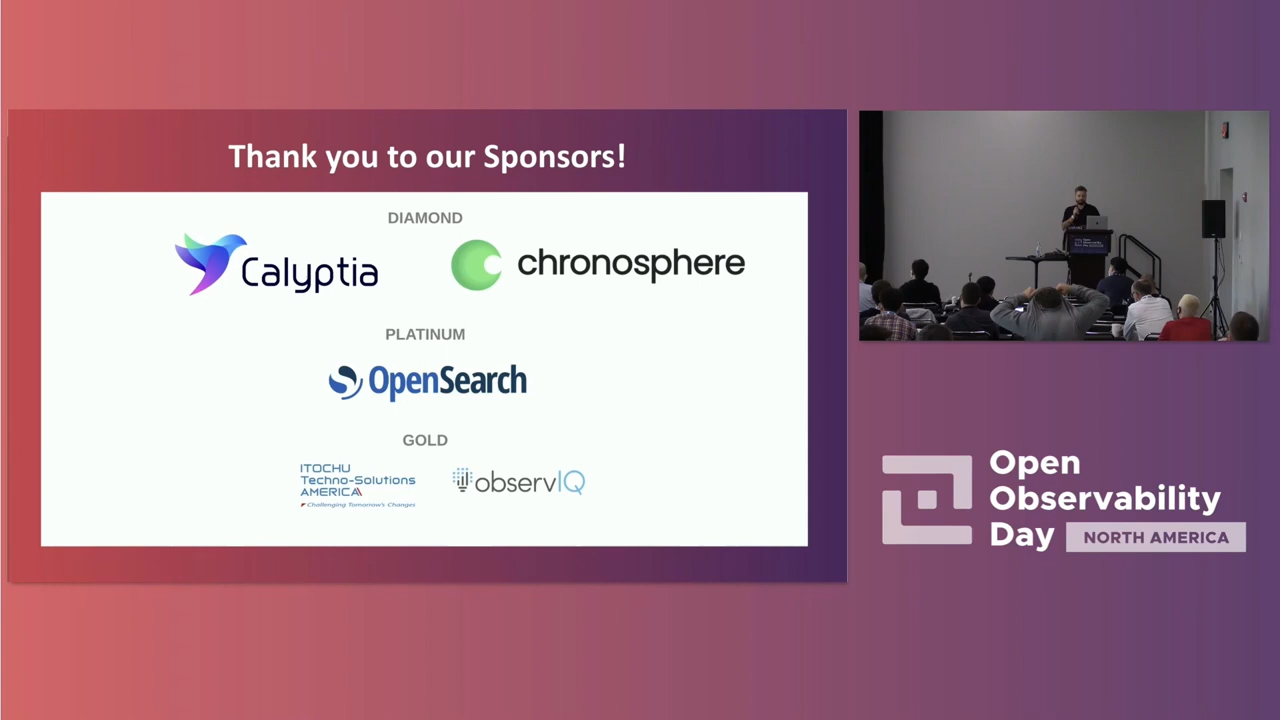 Thank you to our Sponsors!
DIAMOND
Calyptia
chronosphere
PLATINUM
OpenSearch
GOLD
ITOCHU
Techno-Solutions
AMERICA
Challenging Tomorrow's Changes
observIQ
Open
Observability
Day NORTH AMERICA